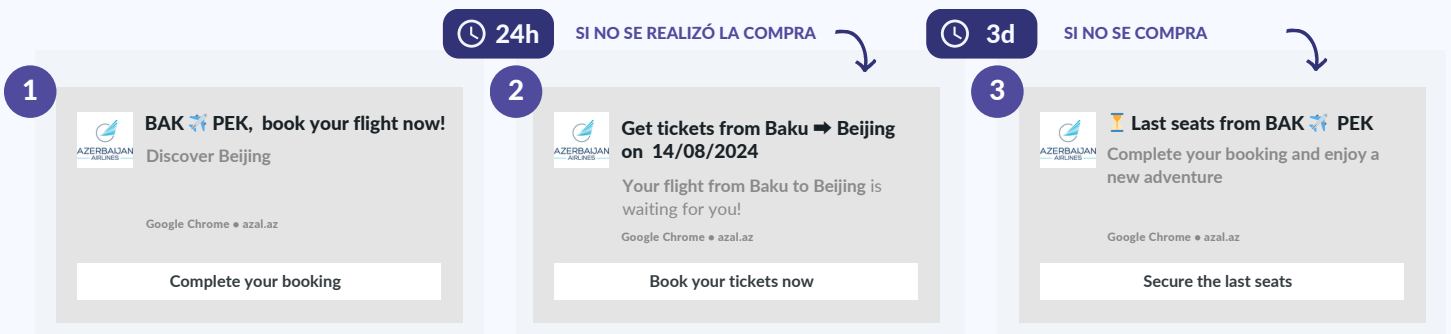 24h
SI NO SE REALIZÓ LA COMPRA
3d
SI NO SE COMPRA
1
AZERBAIJAN
AIRLINES
BAK ✈️ PEK, book your flight now!
Discover Beijing
Google Chrome • azal.az
Complete your booking
2
AZERBAIJAN
AIRLINES
Get tickets from Baku ➡ Beijing
on 14/08/2024
Your flight from Baku to Beijing is
waiting for you!
Google Chrome • azal.az
Book your tickets now
3
AZERBAIJAN
AIRLINES
⏳ Last seats from BAK ✈️ PEK
Complete your booking and enjoy a
new adventure
Google Chrome • azal.az
Secure the last seats